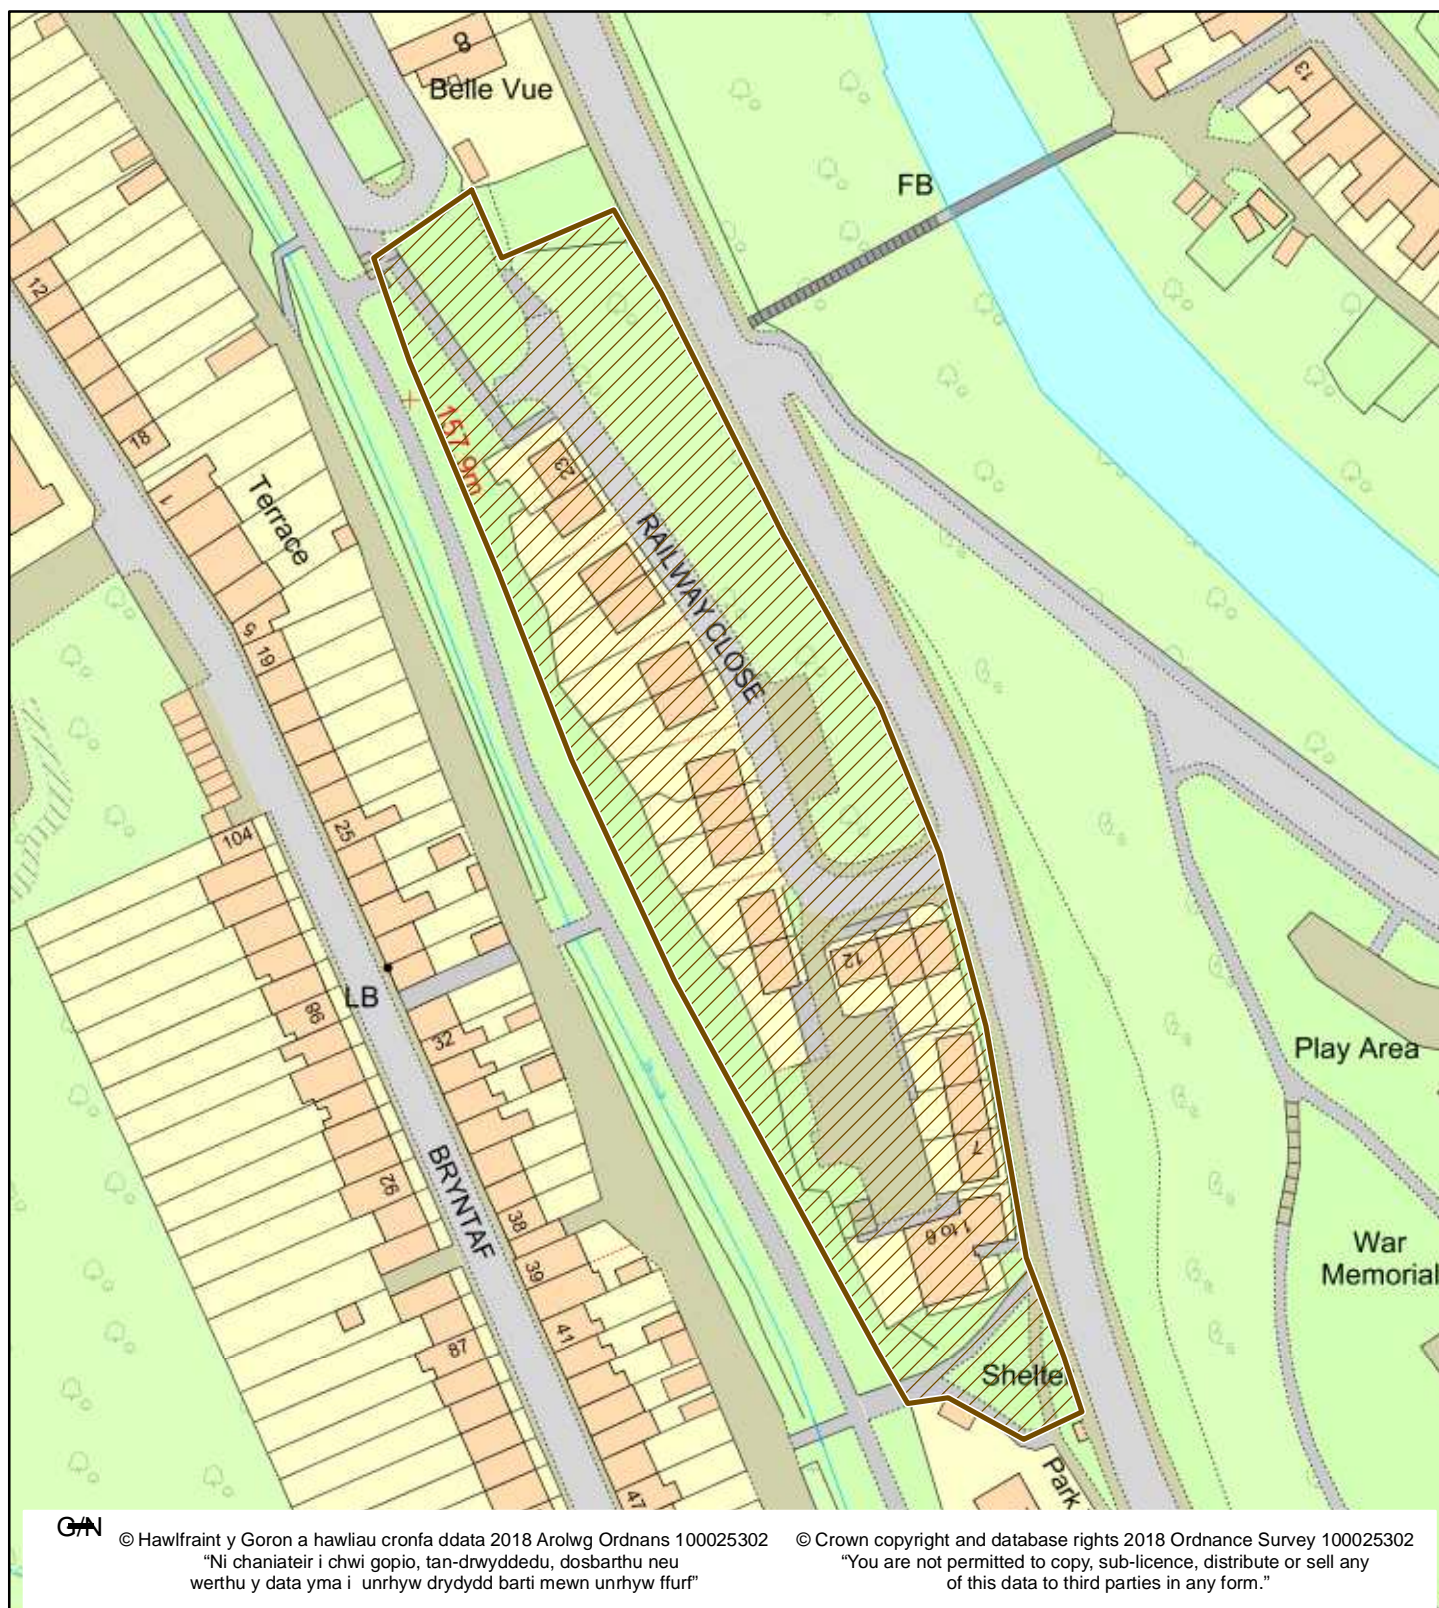 8
Belle Vue
13
FB
12
18
157.9m
23
1
Terrace
RAILWAY CLOSE
6
19
25
104
12
LB
98
32
Play Area
7
BRYNTAF
92
38
1 to 6
War
Memorial
39
41
87
Shelte
47
Park
G/N
© Hawlfraint y Goron a hawliau cronfa ddata 2018 Arolwg Ordnans 100025302
“Ni chaniateir i chwi gopio, tan-drwyddedu, dosbarthu neu
werthu y data yma i unrhyw drydydd barti mewn unrhyw ffurf”
© Crown copyright and database rights 2018 Ordnance Survey 100025302
“You are not permitted to copy, sub-licence, distribute or sell any
of this data to third parties in any form.”